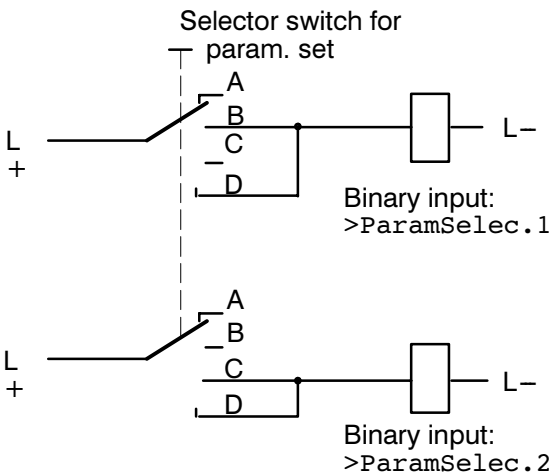 Selector switch for
param. set
A
B
C
D
L
+
L–
Binary input:
>ParamSelec.1
A
B
C
D
L
+
L–
Binary input:
>ParamSelec.2